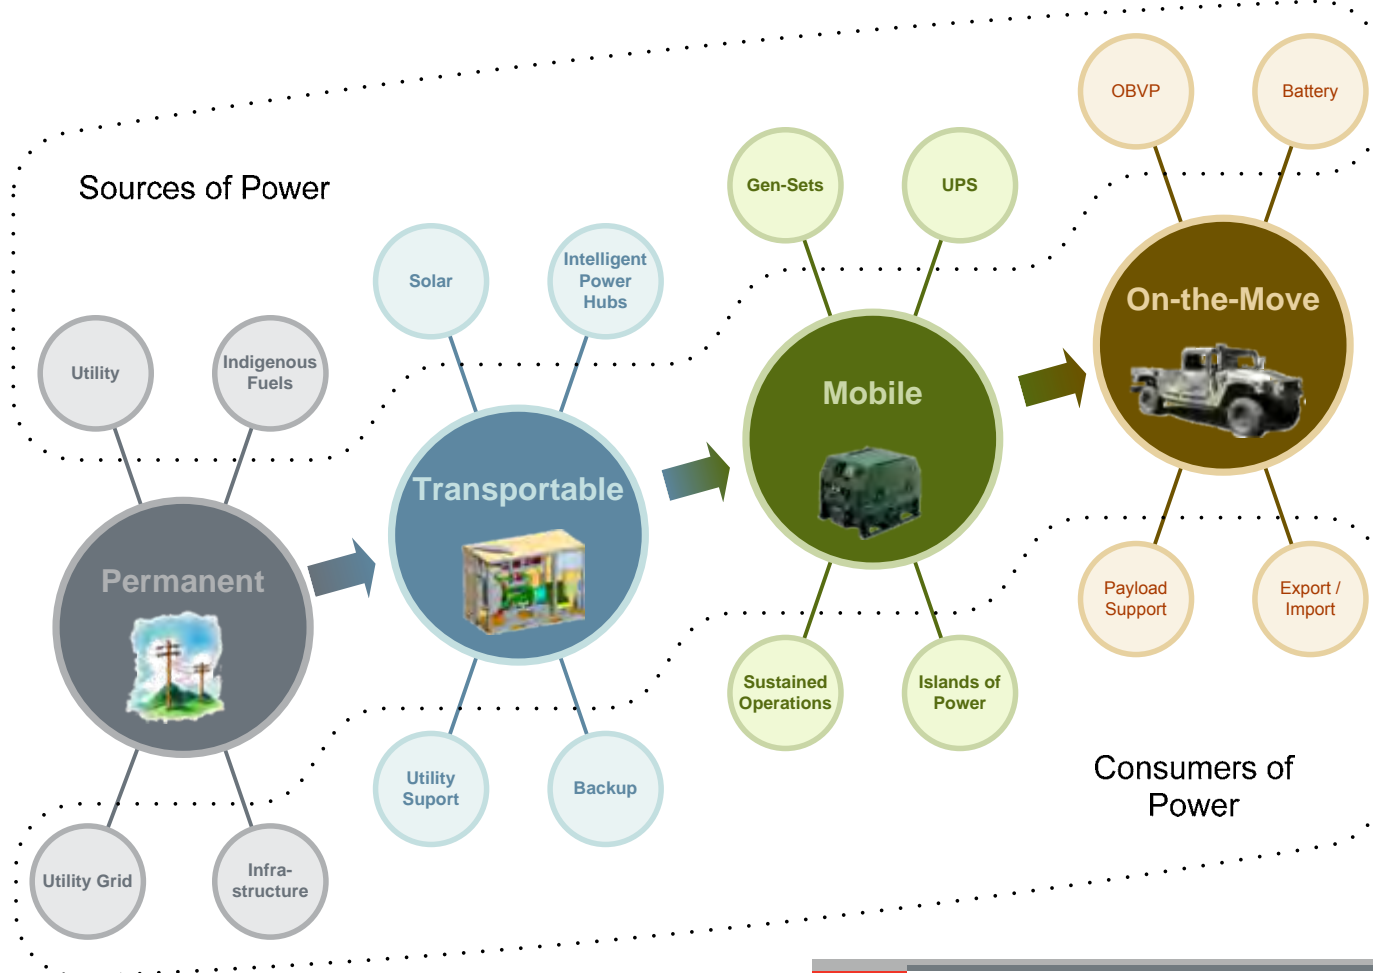 OBVP
Battery
Sources of Power
Gen-Sets
UPS
Solar
Intelligent
Power
Hubs
On-the-Move
Utility
Indigenous
Fuels
Mobile
Transportable
Permanent
Payload
Support
Export /
Import
Sustained
Operations
Islands of
Power
Utility
Suport
Backup
Consumers of
Power
Utility Grid
Infra-
structure